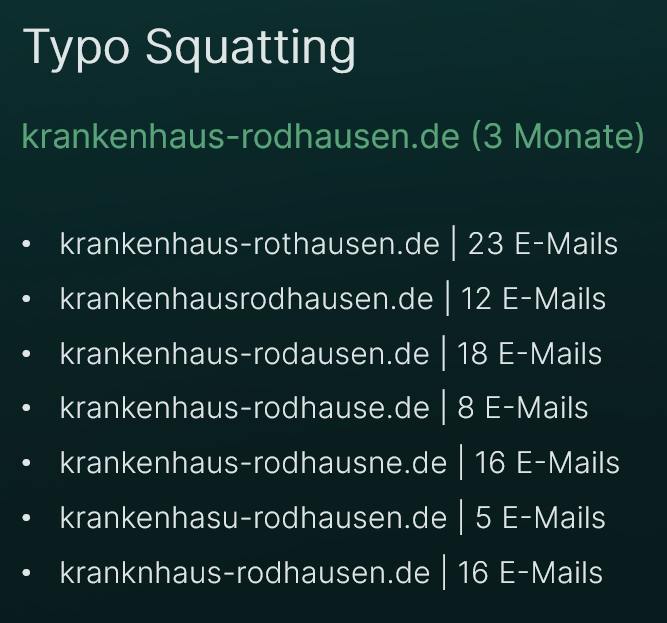 Typo Squatting
krankenhaus-rodhausen.de (3 Monate)
• krankenhaus-rothausen.de | 23 E-Mails
• krankenhausrodhausen.de | 12 E-Mails
• krankenhaus-rodausen.de | 18 E-Mails
• krankenhaus-rodhause.de | 8 E-Mails
• krankenhaus-rodhausne.de | 16 E-Mails
• krankenhasu-rodhausen.de | 5 E-Mails
• kranknhaus-rodhausen.de | 16 E-Mails